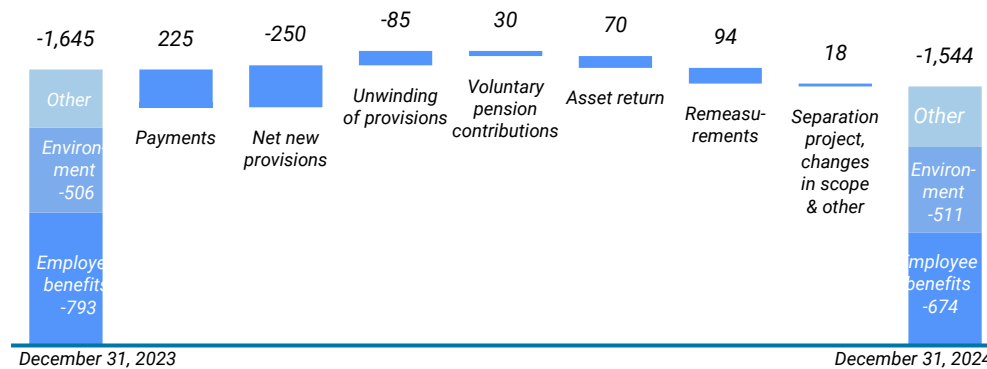 -1,645
225
-250
-85
30
70
94
18
-1,544
Other
Environ-
ment
-506
Employee
benefits
-793
Payments
Net new
provisions
Unwinding
of provisions
Voluntary
pension
contributions
Asset return
Remeasu-
rements
Separation
project,
changes
in scope
& other
Other
Environ-
ment
-511
Employee
benefits
-674
December 31, 2023
December 31, 2024